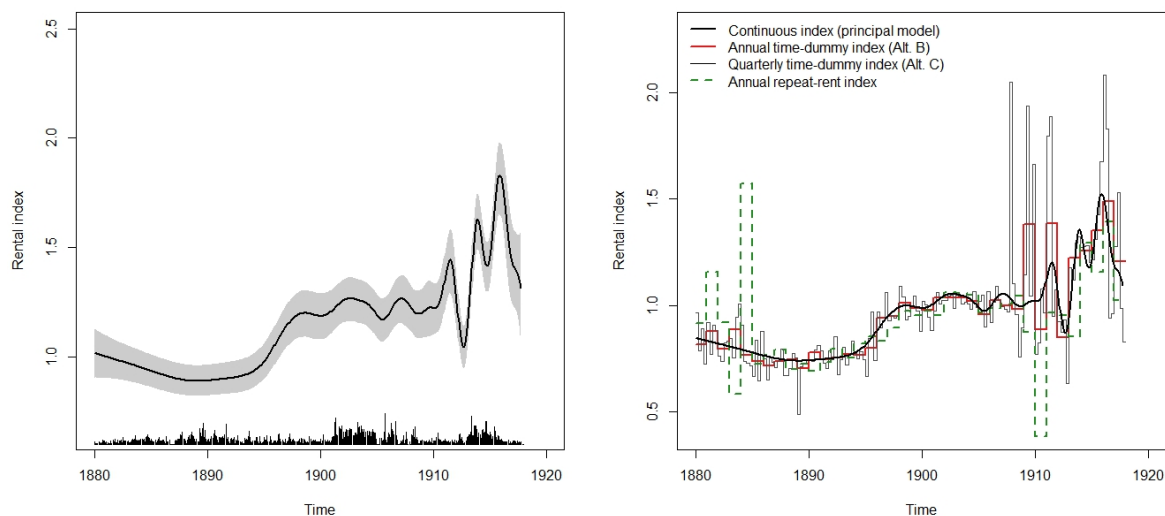 2.5
2.0
1.5
1.0
Rental index
1880 1890 1900 1910 1920
Time
Continuous index (principal model)
Annual time-dummy index (Alt. B)
Quarterly time-dummy index (Alt. C)
Annual repeat-rent index
2.0
1.5
1.0
0.5
Rental index
1880 1890 1900 1910 1920
Time